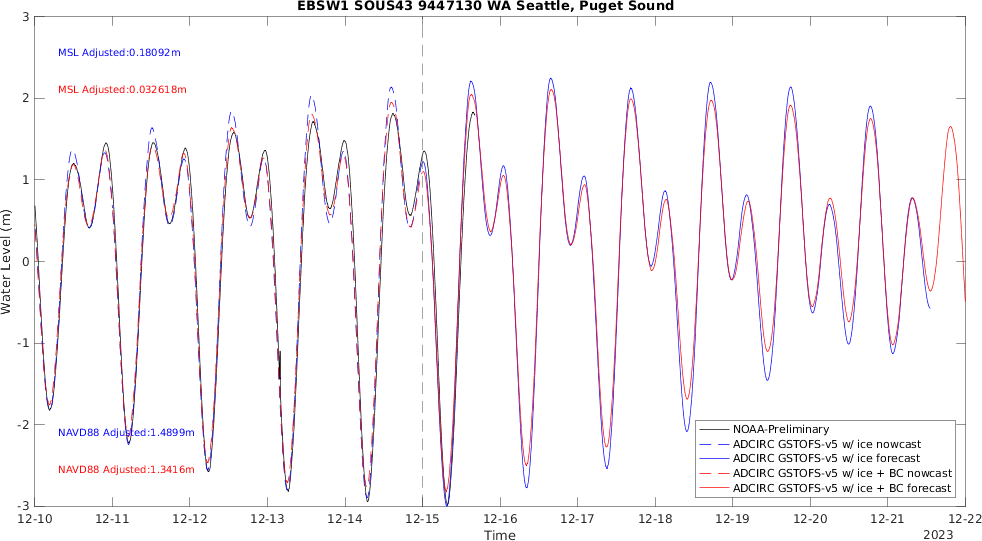 EBSW1 SOUS43 9447130 WA Seattle, Puget Sound
3
2
1
0
-1
-2
-3
Water Level (m)
MSL Adjusted:0.18092m
MSL Adjusted:0.032618m
NAVD88 Adjusted:1.4899m
NAVD88 Adjusted:1.3416m
NOAA-Preliminary
ADCIRC GSTOFS-v5 w/ ice nowcast
ADCIRC GSTOFS-v5 w/ ice forecast
ADCIRC GSTOFS-v5 w/ ice + BC nowcast
ADCIRC GSTOFS-v5 w/ ice + BC forecast
12-10 12-11 12-12 12-13 12-14 12-15 12-16 12-17 12-18 12-19 12-20 12-21 12-22
Time
2023